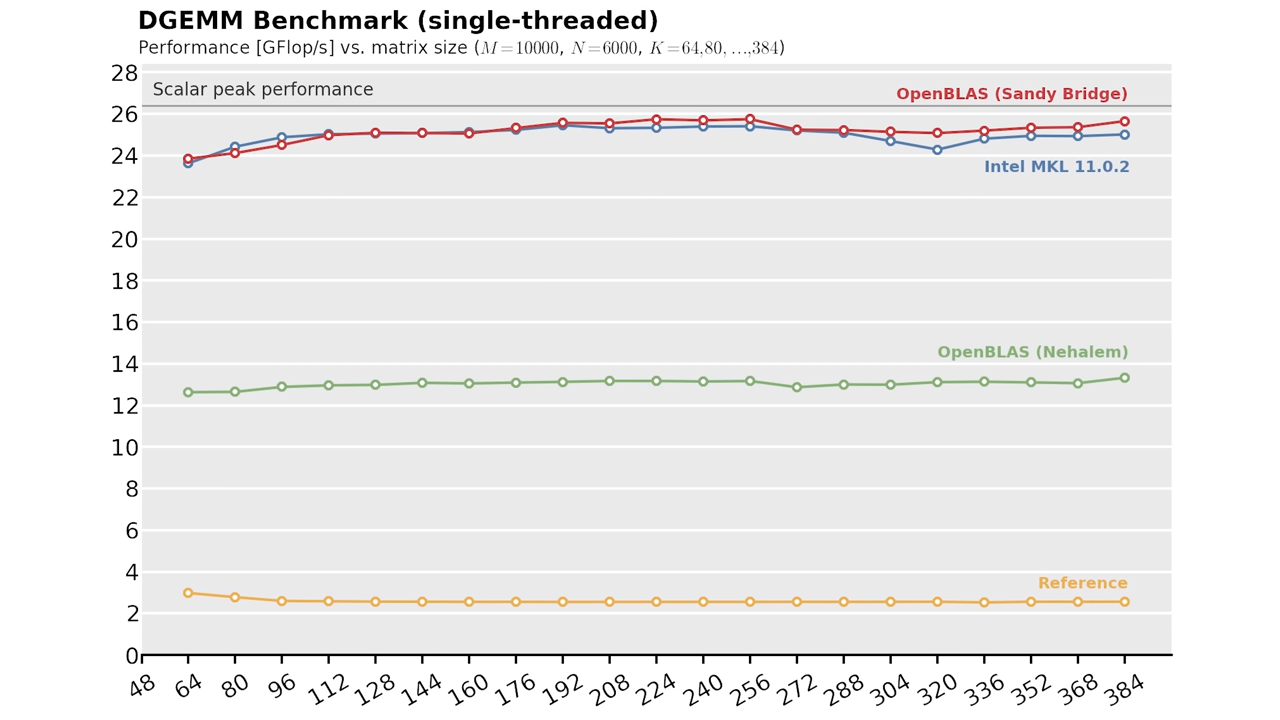 DGEMM Benchmark (single-threaded)
Performance [GFlop/s] vs. matrix size (M=10000, N=6000, K=64,80,...,384)
28
Scalar peak performance
OpenBLAS (Sandy Bridge)
26
24
Intel MKL 11.0.2
22
20
18
16
OpenBLAS (Nehalem)
14
12
10
8
6
4
Reference
2
0
48 64 80 96 112 128 144 160 176 192 208 224 240 256 272 288 304 320 336 352 368 384